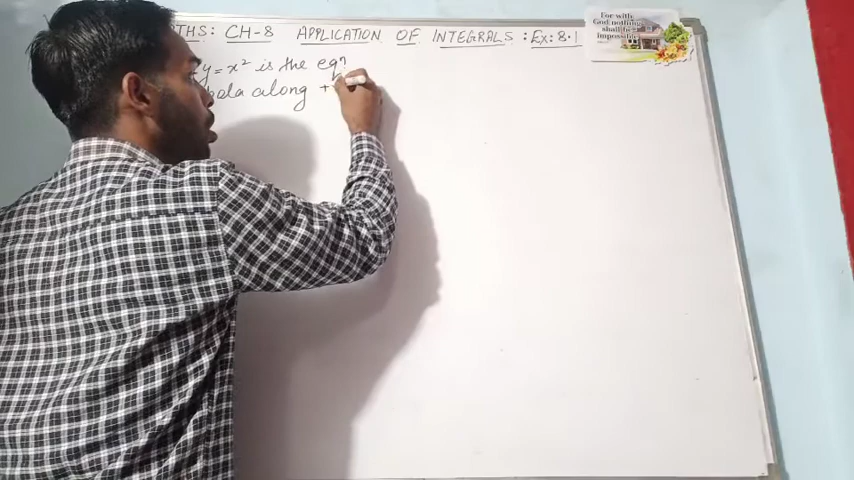 THS: CH-8 APPLICATION OF INTEGRALS : Ex: 8.1
For with
God nothing
shall be
impossible
y = x² is the eqⁿ
bola along +